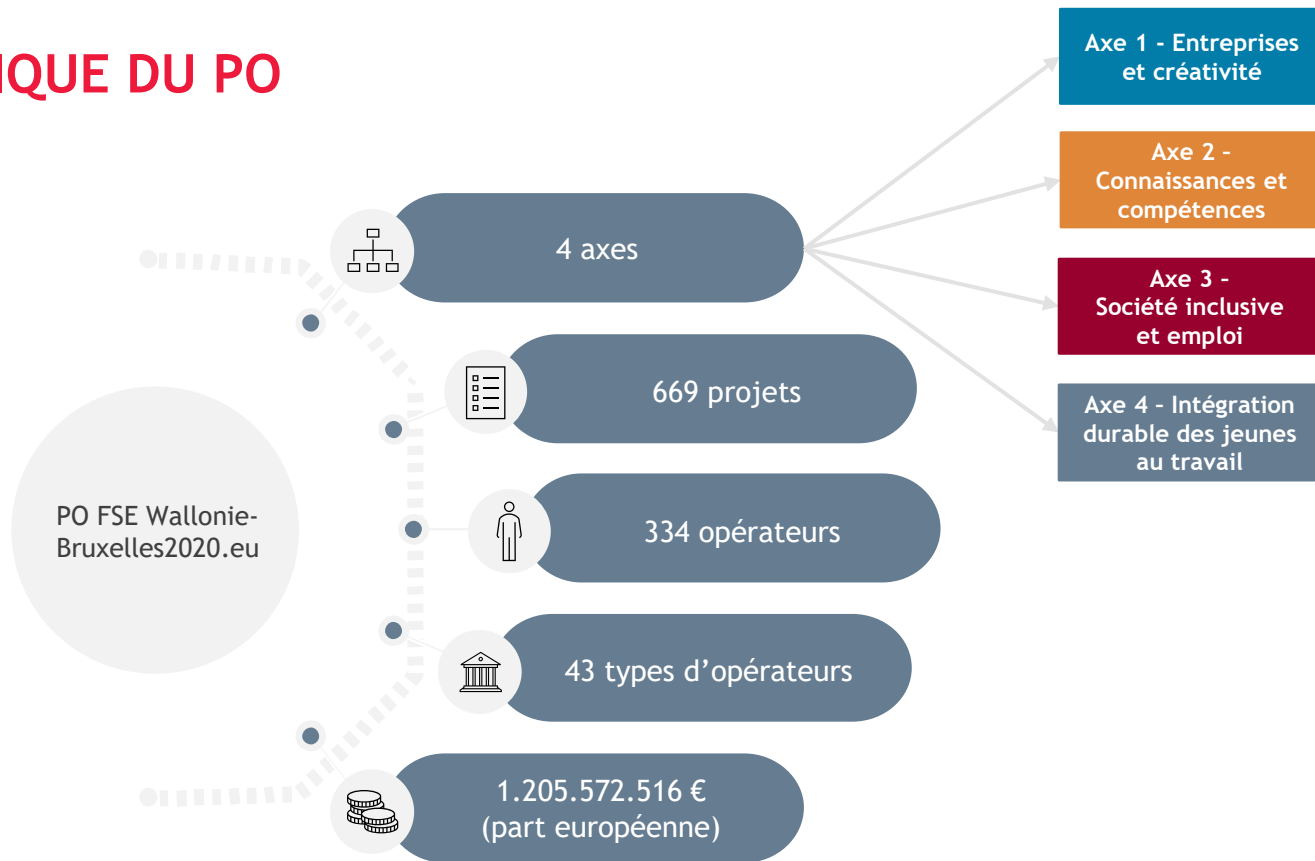 DU PO
4 axes
669 projets
334 opérateurs
43 types d’opérateurs
1.205.572.516 €
(part européenne)
PO FSE Wallonie-
Bruxelles2020.eu
Axe 1 - Entreprises
et créativité
Axe 2 –
Connaissances et
compétences
Axe 3 –
Société inclusive
et emploi
Axe 4 – Intégration
durable des jeunes
au travail